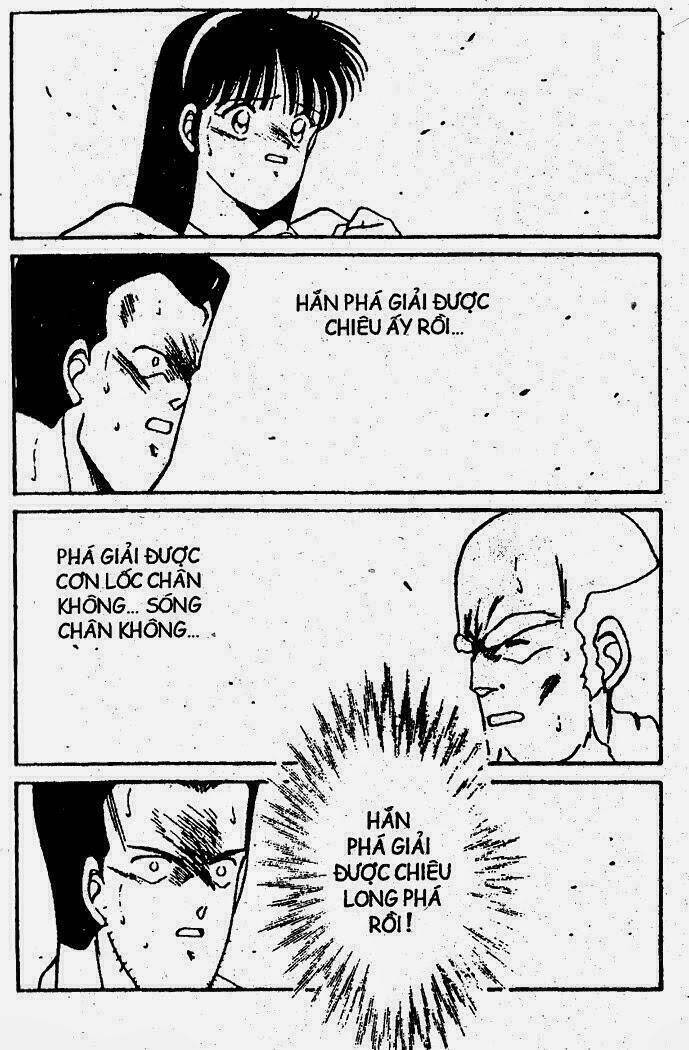 HẮN PHÁ GIẢI ĐƯỢC
CHIÊU ẤY RỒI...
PHÁ GIẢI ĐƯỢC
CƠN LỐC CHÂN
KHÔNG... SÓNG
CHÂN KHÔNG...
HẮN
PHÁ GIẢI
ĐƯỢC CHIÊU
LONG PHÁ
RỒI!